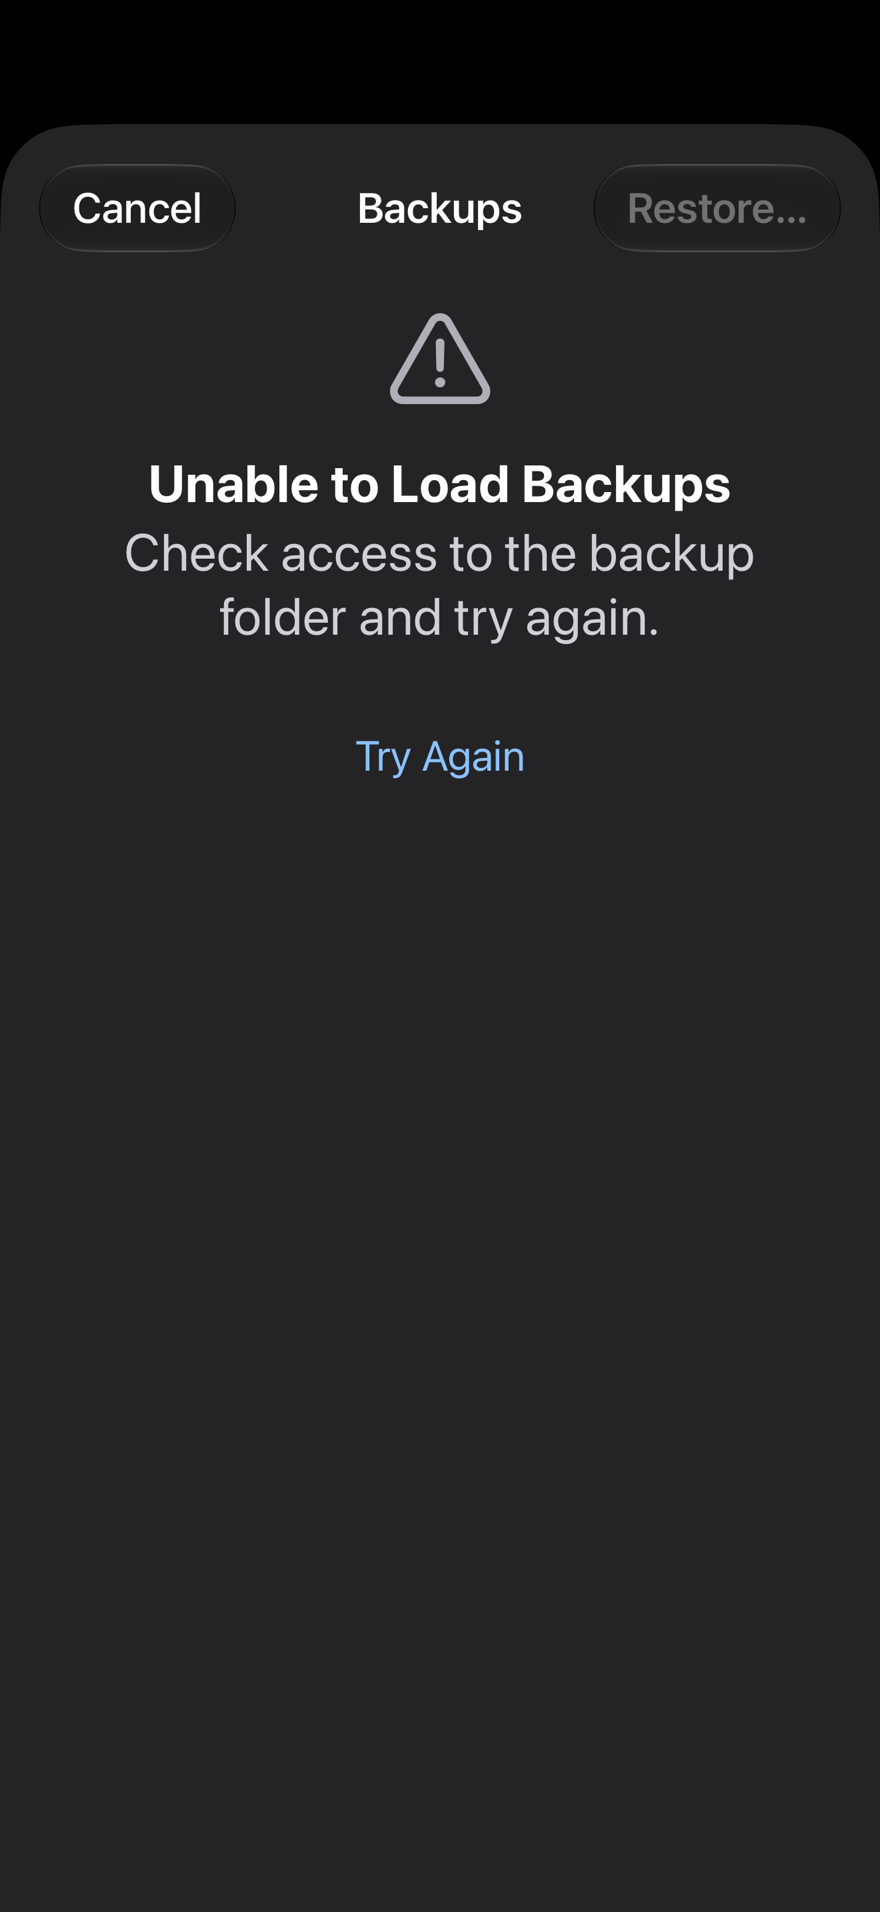 Cancel
Backups
Restore...
Unable to Load Backups
Check access to the backup
folder and try again.
Try Again